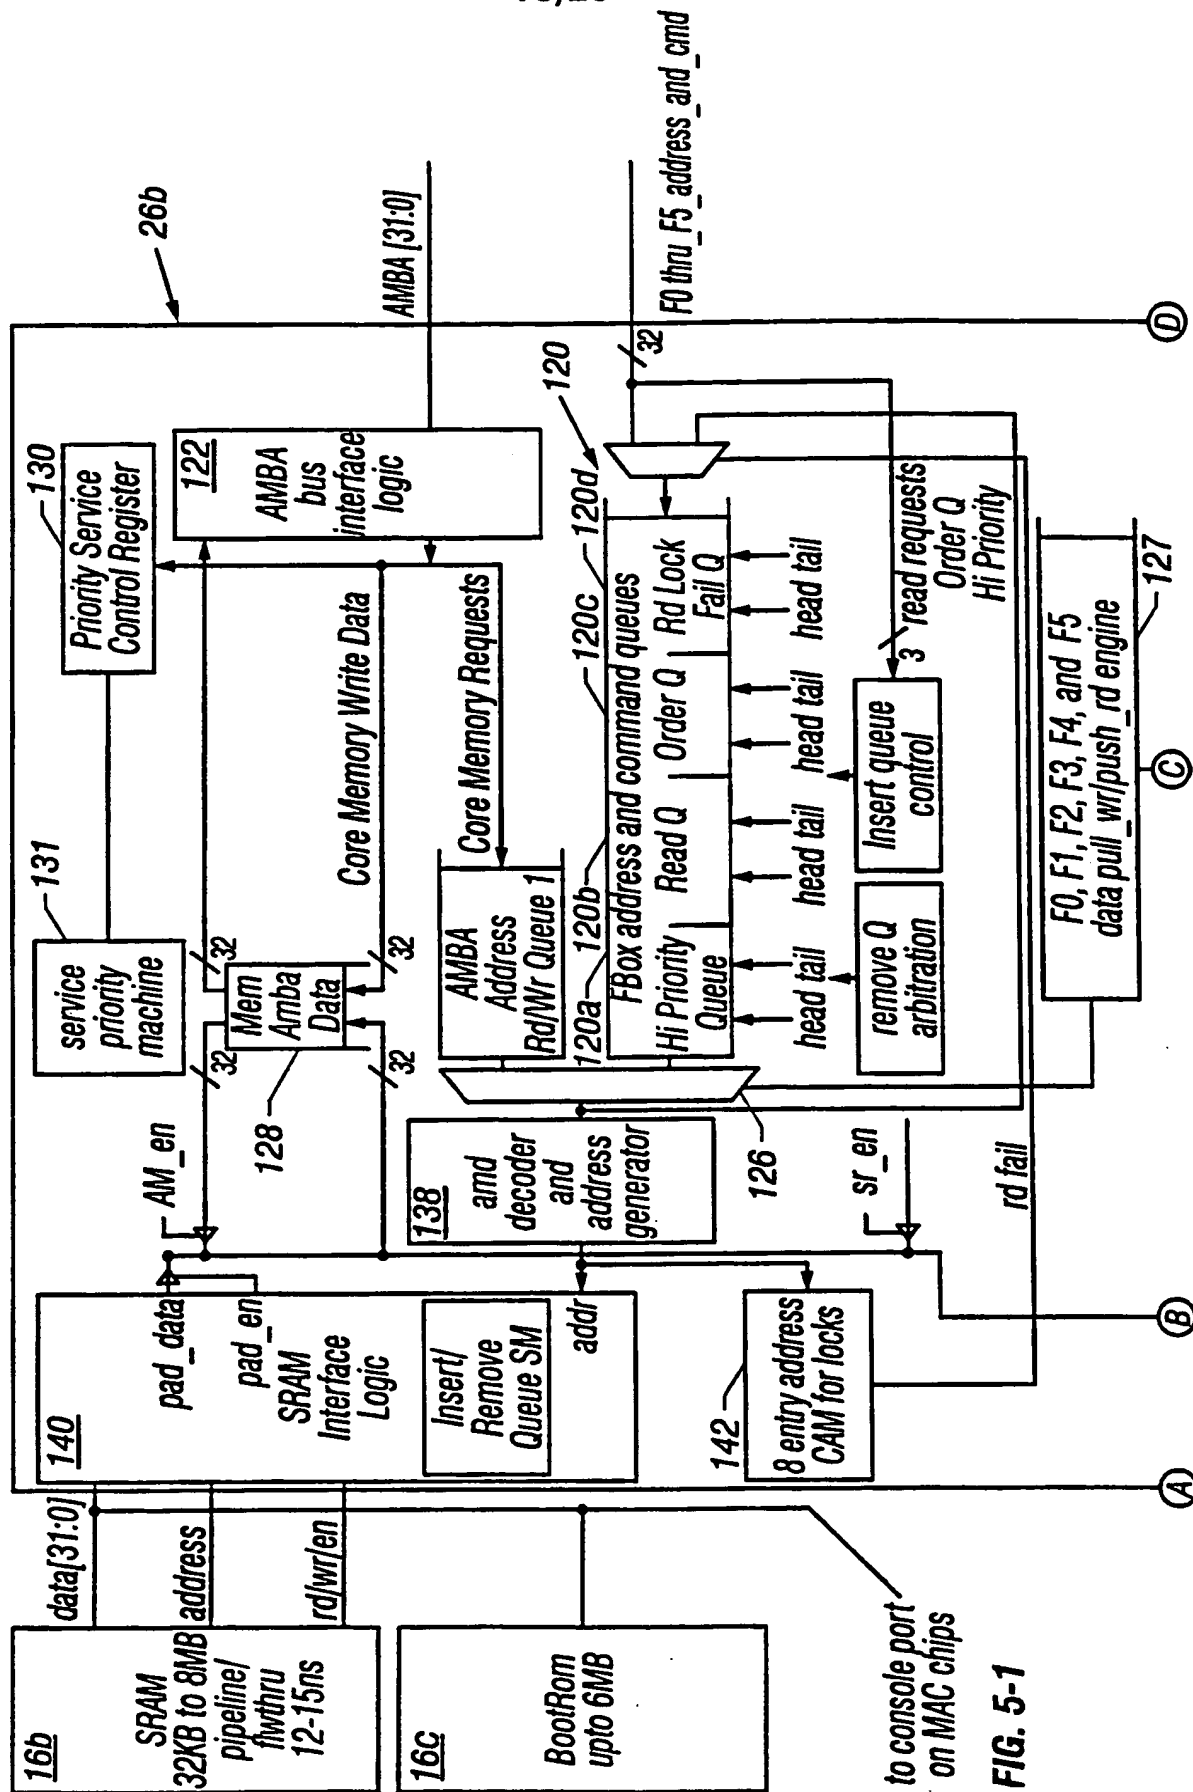 16b
SRAM
32KB to 8MB
pipeline/
flwthru
12-15ns
data[31:0]
address
rd/wr/en
16c
BootRom
upto 6MB
to console port
on MAC chips
FIG. 5-1
140
pad_data
pad_en
SRAM
Interface
Logic
Insert/
Remove
Queue SM
addr
142
8 entry address
CAM for locks
A
B
AM_en
128
32
32
Mem
Amba
Data
32
32
131
service
priority
machine
130
Priority Service
Control Register
Core Memory Write Data
Core Memory Requests
122
AMBA
bus
interface
logic
26b
AMBA [31:0]
AMBA
Address
Rd/Wr Queue 1
138
amd
decoder
and
address
generator
126
sr_en
rd fail
120a
120b
120c
120d
120
FBox address and command queues
Hi Priority
Queue
Read Q
Order Q
Rd Lock
Fail Q
head tail
head tail
head tail
head tail
remove Q
arbitration
Insert queue
control
3
read requests
Order Q
Hi Priority
32
F0 thru_F5_address_and_cmd
F0, F1, F2, F3, F4, and F5
data pull_wr/push_rd engine
127
C
D